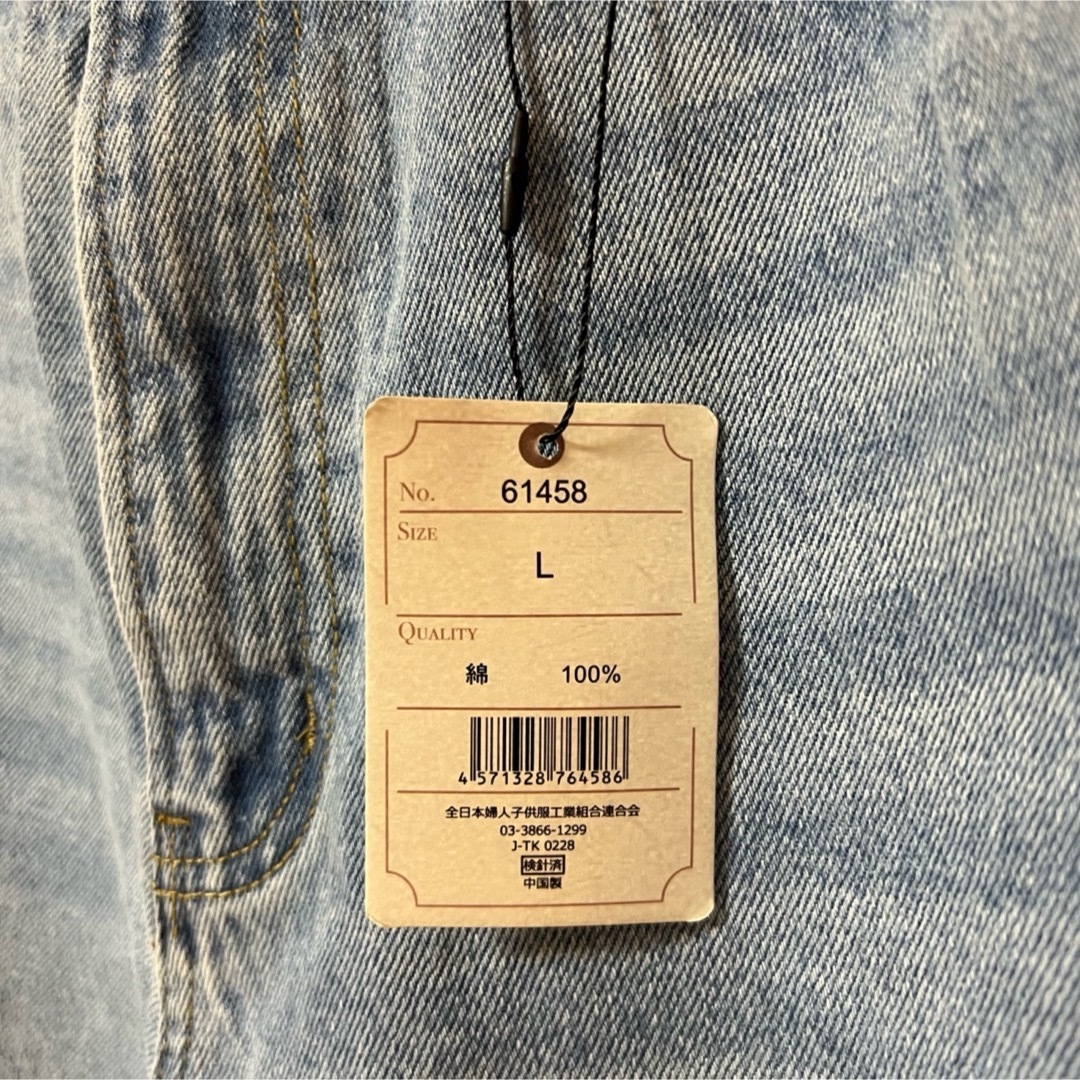 No. 61458
SIZE
L
QUALITY
綿 100%
4 571328 764586
全日本婦人子供服工業組合連合会
03-3866-1299
J-TK 0228
検針済
中国製